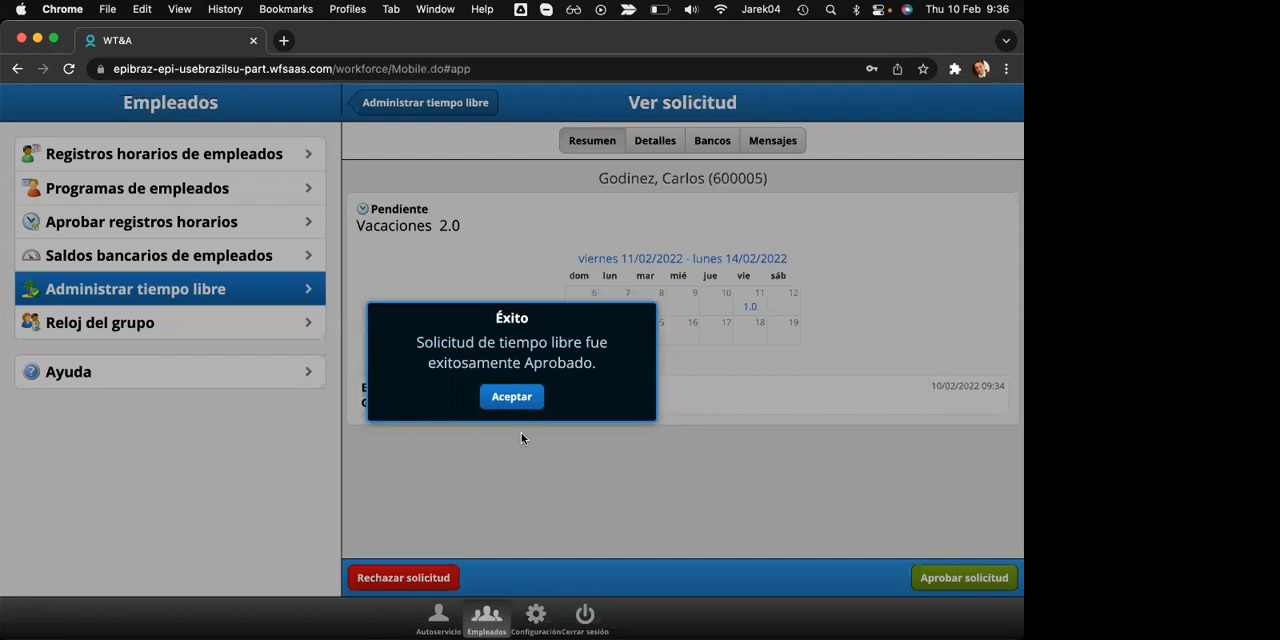 Chrome File Edit View History Bookmarks Profiles Tab Window Help Jarek04 Thu 10 Feb 9:36
WT&A
epibraz-epi-usebrazilsu-part.wfsaas.com/workforce/Mobile.do#app
Empleados
Administrar tiempo libre
Ver solicitud
Registros horarios de empleados
Programas de empleados
Aprobar registros horarios
Saldos bancarios de empleados
Administrar tiempo libre
Reloj del grupo
Ayuda
Resumen Detalles Bancos Mensajes
Godinez, Carlos (600005)
Pendiente
Vacaciones 2.0
viernes 11/02/2022 - lunes 14/02/2022
dom lun mar mié jue vie sáb
6 7 8 9 10 11 12
1.0
5 16 17 18 19
Éxito
Solicitud de tiempo libre fue
exitosamente Aprobado.
Aceptar
10/02/2022 09:34
Rechazar solicitud
Aprobar solicitud
Autoservicio Empleados Configuración Cerrar sesión